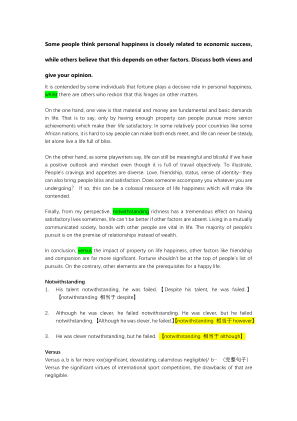 Some people think personal happiness is closely related to economic success,
while others believe that this depends on other factors. Discuss both views and
give your opinion.
It is contended by some individuals that fortune plays a decisive role in personal happiness,
whilst there are others who reckon that this hinges on other matters.
On the one hand, one view is that material and money are fundamental and basic demands
in life. That is to say, only by having enough property can people pursue more senior
achievements which make their life satisfactory. In some relatively poor countries like some
African nations, it is hard to say people can make both ends meet, and life can never be steady,
let alone live a life full of bliss.
On the other hand, as some playwriters say, life can still be meaningful and blissful if we have
a positive outlook and mindset even though it is full of trivial objectives. To illustrate,
People's cravings and appetites are diverse. Love, friendship, status, sense of identity--they
can also bring people bliss and satisfaction. Does someone accompany you whatever you are
undergoing? If so, this can be a colossal resource of life happiness which will make life
contended.
Finally, from my perspective, notwithstanding richness has a tremendous effect on having
satisfactory lives sometimes, life can't be better if other factors are absent. Living in a mutually
communicated society, bonds with other people are vital in life. The majority of people's
pursuit is on the premise of relationships instead of wealth.
In conclusion, versus the impact of property on life happiness, other factors like friendship
and companion are far more significant. Fortune shouldn't be at the top of people's list of
pursuits. On the contrary, other elements are the prerequisites for a happy life.
Notwithstanding
1. His talent notwithstanding, he was failed.【Despite his talent, he was failed.】
【notwithstanding 相当于 despite】
2. Although he was clever, he failed notwithstanding. He was clever, but he failed
notwithstanding.【Although he was clever, he failed.】【notwithstanding 相当于 however】
3. He was clever notwithstanding, but he failed. 【notwithstanding 相当于 although】
Versus
Versus a, b is far more xxx(significant, devastating, calamitous negligible)/ b~ （完整句子）
Versus the significant values of international sport competitions, the drawbacks of that are
negligible.